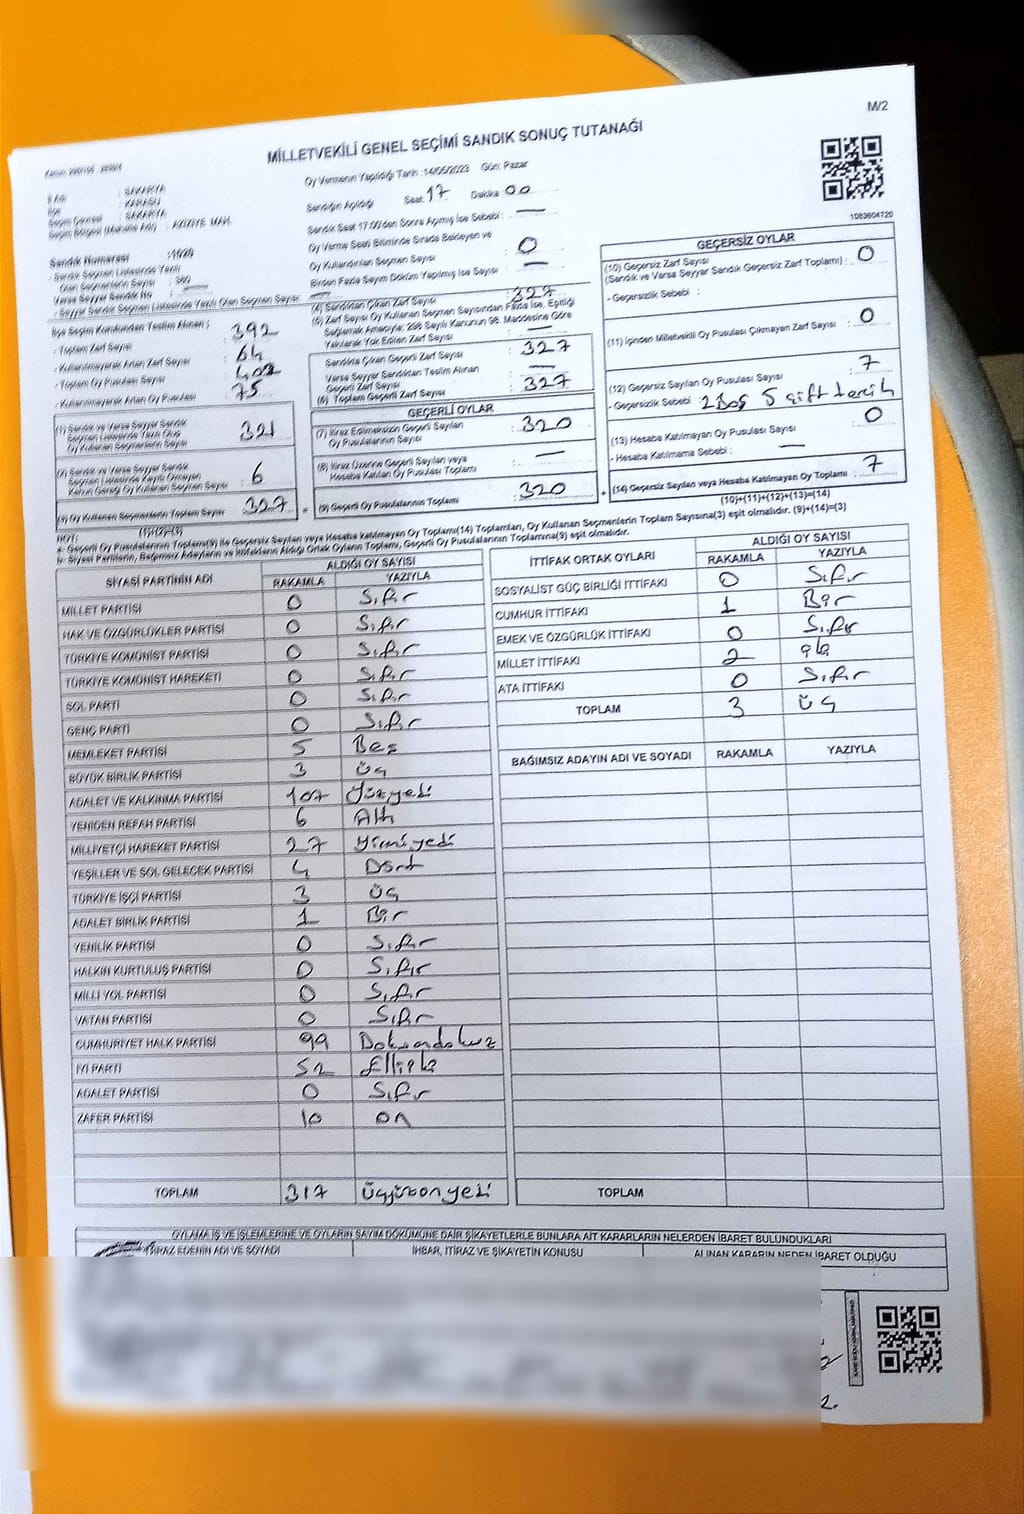 M/2
MİLLETVEKİLİ GENEL SEÇİMİ SANDIK SONUÇ TUTANAĞI
İl Adı : SAKARYA
İlçe : KARASU
Seçim Çevresi : SAKARYA
Seçim Bölgesi (Mahalle Adı) : AZİZİYE MAH.
Oy Vermenin Yapıldığı Tarih : 14/05/2023 Gün: Pazar
Sandığın Açıldığı Saat 17 Dakika 00
Sandık Saat 17:00'den Sonra Açılmış İse Sebebi : —
Oy Verme Saati Bitiminde Sırada Bekleyen ve
Oy Kullandırılan Seçmen Sayısı : 0
Birden Fazla Sayım Döküm Yapılmış İse Sayısı : —
1083604720
Sandık Numarası : 1020
- Sandık Seçmen Listesinde Yazılı
Olan Seçmenlerin Sayısı : 380
Varsa Seyyar Sandık No : —
- Seyyar Sandık Seçmen Listesinde Yazılı Olan Seçmen Sayısı : —
İlçe Seçim Kurulundan Teslim Alınan ;
- Toplam Zarf Sayısı : 392
- Kullanılmayarak Artan Zarf Sayısı : 64
- Toplam Oy Pusulası Sayısı : 402
- Kullanılmayarak Artan Oy Pusulası : 75
(1) Sandık ve Varsa Seyyar Sandık
Seçmen Listesinde Yazılı Olup
Oy Kullanan Seçmenlerin Sayısı : 321
(2) Sandık ve Varsa Seyyar Sandık
Seçmen Listesinde Kaydı Olmayan
Kanun Gereği Oy Kullanan Seçmen Sayısı : 6
(3) Oy Kullanan Seçmenlerin Toplam Sayısı : 327
(1)+(2)=(3)
(4) Sandıktan Çıkan Zarf Sayısı : 327
(5) Zarf Sayısı Oy Kullanan Seçmen Sayısından Fazla İse, Eşitliği
Sağlamak Amacıyla; 298 Sayılı Kanunun 98. Maddesine Göre
Yakılarak Yok Edilen Zarf Sayısı : —
Sandıkta Çıkan Geçerli Zarf Sayısı : 327
Varsa Seyyar Sandıktan Teslim Alınan
Geçerli Zarf Sayısı : —
(6) Toplam Geçerli Zarf Sayısı : 327
GEÇERLİ OYLAR
(7) İtiraz Edilmeksizin Geçerli Sayılan
Oy Pusulalarının Sayısı : 320
(8) İtiraz Üzerine Geçerli Sayılan veya
Hesaba Katılan Oy Pusulası Toplamı : —
= (9) Geçerli Oy Pusulalarının Toplamı : 320
GEÇERSİZ OYLAR
(10) Geçersiz Zarf Sayısı
(Sandık ve Varsa Seyyar Sandık Geçersiz Zarf Toplamı) : 0
- Geçersizlik Sebebi :
(11) İçinden Milletvekili Oy Pusulası Çıkmayan Zarf Sayısı : 0
(12) Geçersiz Sayılan Oy Pusulası Sayısı : 7
- Geçersizlik Sebebi : 2 Boş 5 çift tercih
(13) Hesaba Katılmayan Oy Pusulası Sayısı : 0
- Hesaba Katılmama Sebebi : —
+ (14) Geçersiz Sayılan veya Hesaba Katılmayan Oy Toplamı : 7
(10)+(11)+(12)+(13)=(14)
NOT:
a- Geçerli Oy Pusulalarının Toplamı(9) ile Geçersiz Sayılan veya Hesaba Katılmayan Oy Toplamı(14) Toplamları, Oy Kullanan Seçmenlerin Toplam Sayısına(3) eşit olmalıdır. (9)+(14)=(3)
b- Siyasi Partilerin, Bağımsız Adayların ve İttifakların Aldığı Ortak Oyların Toplamı, Geçerli Oy Pusulalarının Toplamına(9) eşit olmalıdır.
SİYASİ PARTİNİN ADI ALDIĞI OY SAYISI
RAKAMLA YAZIYLA
MİLLET PARTİSİ 0 Sıfır
HAK VE ÖZGÜRLÜKLER PARTİSİ 0 Sıfır
TÜRKİYE KOMÜNİST PARTİSİ 0 Sıfır
TÜRKİYE KOMÜNİST HAREKETİ 0 Sıfır
SOL PARTİ 0 Sıfır
GENÇ PARTİ 0 Sıfır
MEMLEKET PARTİSİ 5 Beş
BÜYÜK BİRLİK PARTİSİ 3 Üç
ADALET VE KALKINMA PARTİSİ 107 Yüzyedi
YENİDEN REFAH PARTİSİ 6 Altı
MİLLİYETÇİ HAREKET PARTİSİ 27 Yirmiyedi
YEŞİLLER VE SOL GELECEK PARTİSİ 4 Dört
TÜRKİYE İŞÇİ PARTİSİ 3 Üç
ADALET BİRLİK PARTİSİ 1 Bir
YENİLİK PARTİSİ 0 Sıfır
HALKIN KURTULUŞ PARTİSİ 0 Sıfır
MİLLİ YOL PARTİSİ 0 Sıfır
VATAN PARTİSİ 0 Sıfır
CUMHURİYET HALK PARTİSİ 99 Doksandokuz
İYİ PARTİ 52 Elliiki
ADALET PARTİSİ 0 Sıfır
ZAFER PARTİSİ 10 on
TOPLAM 317 Üçyüzonyedi
İTTİFAK ORTAK OYLARI ALDIĞI OY SAYISI
RAKAMLA YAZIYLA
SOSYALİST GÜÇ BİRLİĞİ İTTİFAKI 0 Sıfır
CUMHUR İTTİFAKI 1 Bir
EMEK VE ÖZGÜRLÜK İTTİFAKI 0 Sıfır
MİLLET İTTİFAKI 2 iki
ATA İTTİFAKI 0 Sıfır
TOPLAM 3 Üç
BAĞIMSIZ ADAYIN ADI VE SOYADI RAKAMLA YAZIYLA
TOPLAM
OYLAMA İŞ VE İŞLEMLERİNE VE OYLARIN SAYIM DÖKÜMÜNE DAİR ŞİKAYETLERLE BUNLARA AİT KARARLARIN NELERDEN İBARET BULUNDUKLARI
İTİRAZ EDENİN ADI VE SOYADI İHBAR, İTİRAZ VE ŞİKAYETİN KONUSU ALINAN KARARIN NEDEN İBARET OLDUĞU